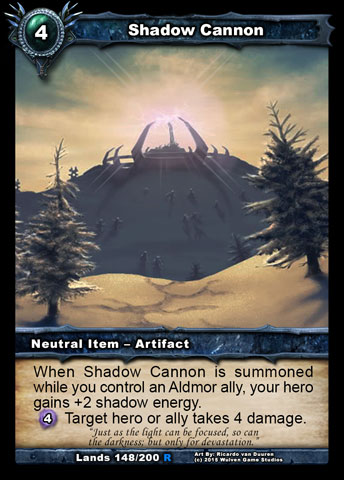 4
Shadow Cannon
Neutral Item – Artifact
When Shadow Cannon is summoned
while you control an Aldmor ally, your hero
gains +2 shadow energy.
4 Target hero or ally takes 4 damage.
"Just as the light can be focused, so can
the darkness; but only for devastation."
Lands 148/200 R
Art By: Ricardo van Duuren
(c) 2015 Wulven Game Studios